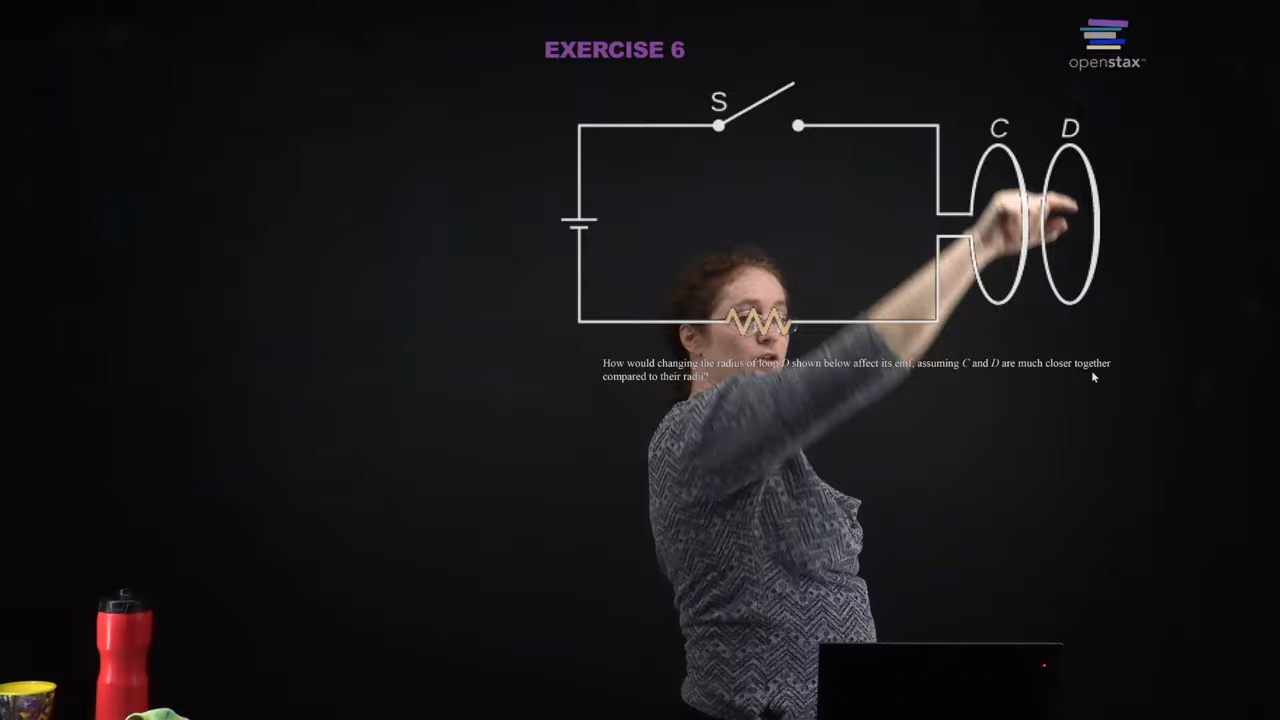 EXERCISE 6
openstax™
S
C
D
How would changing the radius of loop D shown below affect its emf, assuming C and D are much closer together
compared to their radii?